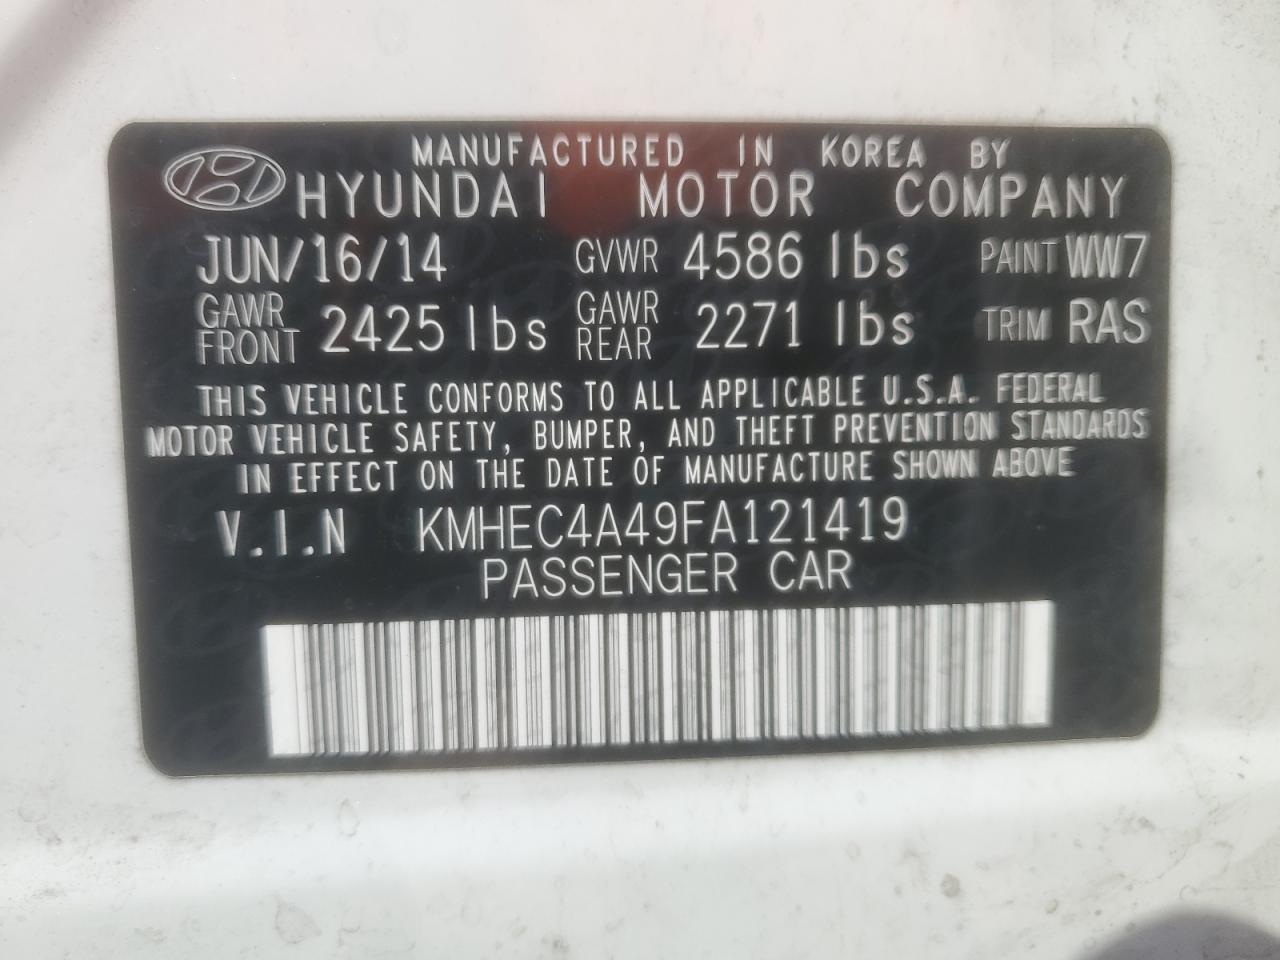 MANUFACTURED IN KOREA BY
HYUNDAI MOTOR COMPANY
JUN/16/14 GVWR 4586 lbs PAINT WW7
GAWR FRONT 2425 lbs GAWR REAR 2271 lbs TRIM RAS
THIS VEHICLE CONFORMS TO ALL APPLICABLE U.S.A. FEDERAL
MOTOR VEHICLE SAFETY, BUMPER, AND THEFT PREVENTION STANDARDS
IN EFFECT ON THE DATE OF MANUFACTURE SHOWN ABOVE
V.I.N KMHEC4A49FA121419
PASSENGER CAR